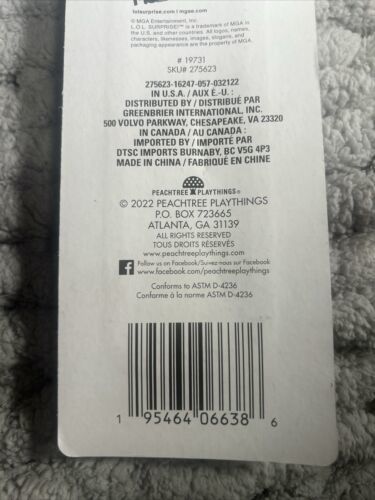 lolsurprise.com | mgae.com
© MGA Entertainment, Inc.
L.O.L. SURPRISE!™ is a trademark of MGA in
the U.S. and other countries. All logos, names,
characters, likenesses, images, slogans, and
packaging appearance are the property of MGA.
# 19731
SKU# 275623
275623-16247-057-032122
IN U.S.A. / AUX É.-U. :
DISTRIBUTED BY / DISTRIBUÉ PAR
GREENBRIER INTERNATIONAL, INC.
500 VOLVO PARKWAY, CHESAPEAKE, VA 23320
IN CANADA / AU CANADA :
IMPORTED BY / IMPORTÉ PAR
DTSC IMPORTS BURNABY, BC V5G 4P3
MADE IN CHINA / FABRIQUÉ EN CHINE
PEACHTREE PLAYTHINGS®
© 2022 PEACHTREE PLAYTHINGS
P.O. BOX 723665
ATLANTA, GA 31139
ALL RIGHTS RESERVED
TOUS DROITS RÉSERVÉS
www.peachtreeplaythings.com
Follow us on Facebook/Suivez-nous sur Facebook
www.facebook.com/peachtreeplaythings
Conforms to ASTM D-4236
Conforme à la norme ASTM D-4236
1 95464 06638 6